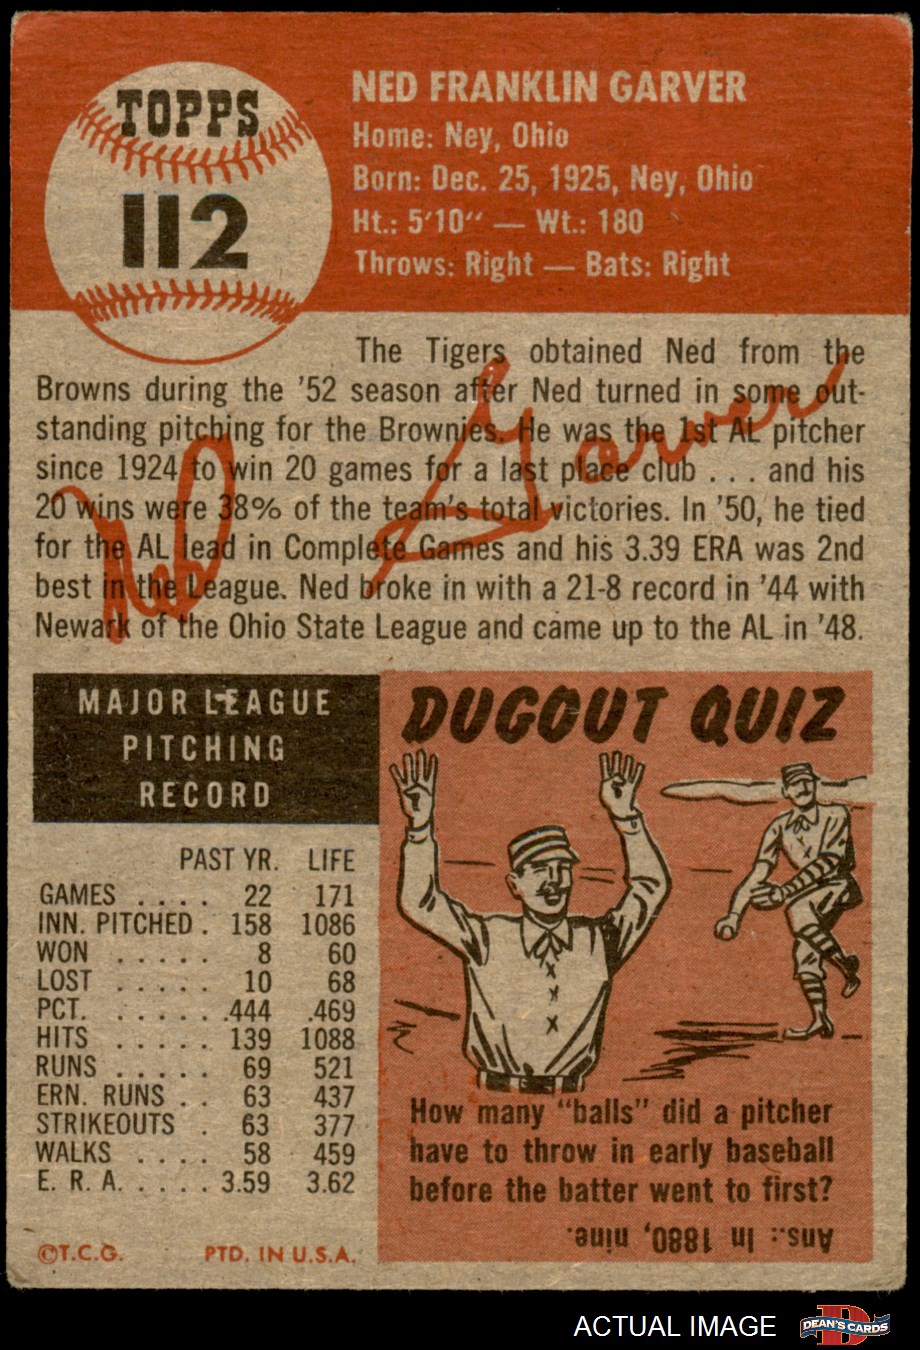 TOPPS
112
NED FRANKLIN GARVER
Home: Ney, Ohio
Born: Dec. 25, 1925, Ney, Ohio
Ht.: 5'10" — Wt.: 180
Throws: Right — Bats: Right
The Tigers obtained Ned from the
Browns during the '52 season after Ned turned in some out-
standing pitching for the Brownies. He was the 1st AL pitcher
since 1924 to win 20 games for a last place club . . . and his
20 wins were 38% of the team's total victories. In '50, he tied
for the AL lead in Complete Games and his 3.39 ERA was 2nd
best in the League. Ned broke in with a 21-8 record in '44 with
Newark of the Ohio State League and came up to the AL in '48.
Ned Garver
MAJOR LEAGUE
PITCHING
RECORD
PAST YR. LIFE
GAMES . . . . 22 171
INN. PITCHED . 158 1086
WON . . . . . 8 60
LOST . . . . . 10 68
PCT. . . . . . .444 .469
HITS . . . . . 139 1088
RUNS . . . . . 69 521
ERN. RUNS . . 63 437
STRIKEOUTS . 63 377
WALKS . . . . 58 459
E. R. A. . . . . 3.59 3.62
©T.C.G. PTD. IN U.S.A.
DUGOUT QUIZ
How many "balls" did a pitcher
have to throw in early baseball
before the batter went to first?
Ans.: In 1880, nine.
ACTUAL IMAGE
DEAN'S CARDS